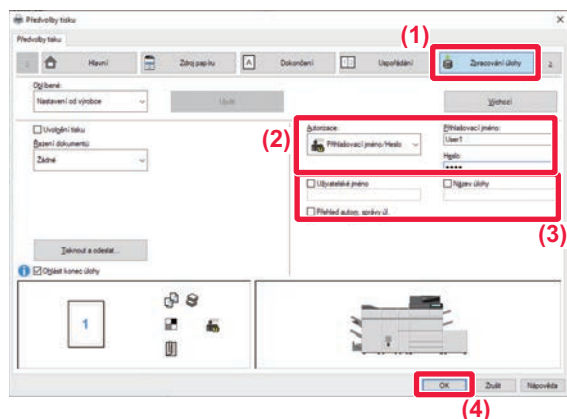 Předvolby tisku
Předvolby tisku
(1)
Hlavní
Zdroj papíru
Dokončení
Uspořádání
Zpracování úlohy
Oblíbené:
Nastavení od výrobce
Uložit
Výchozí
Uvolnění tisku
Řazení dokumentů:
Žádné
(2)
Autorizace:
Přihlašovací jméno/Heslo
Přihlašovací jméno:
User1
Heslo:
••••
Uživatelské jméno
Název úlohy
Přehled autom. správy úl.
(3)
Tisknout a odeslat...
Ohlásit konec úlohy
1
OK
Zrušit
Nápověda
(4)